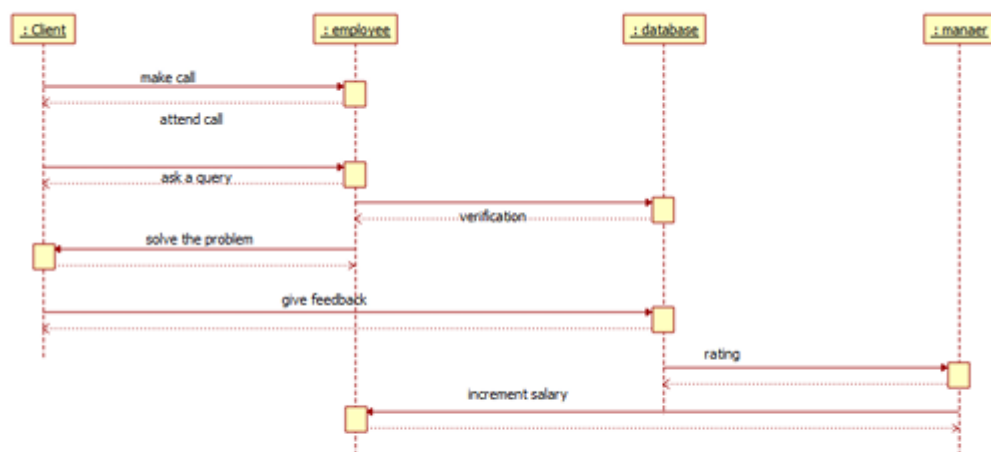 : Client
: employee
: database
: manaer
make call
attend call
ask a query
verification
solve the problem
give feedback
rating
increment salary